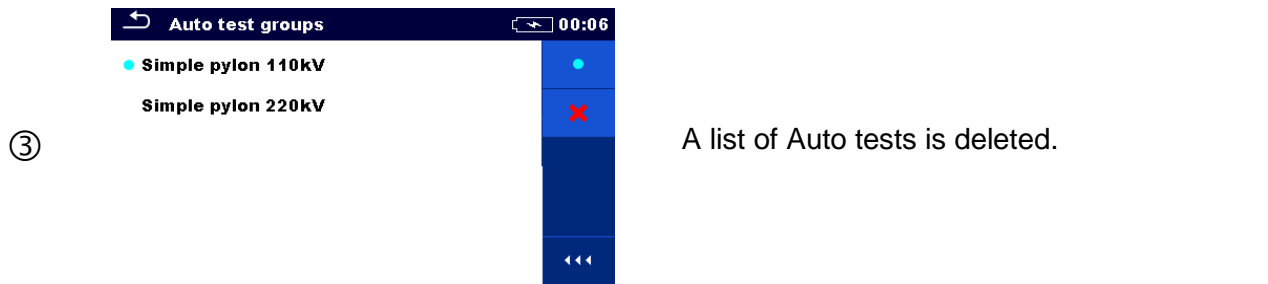 Auto test groups 00:06
Simple pylon 110kV
Simple pylon 220kV
③ A list of Auto tests is deleted.